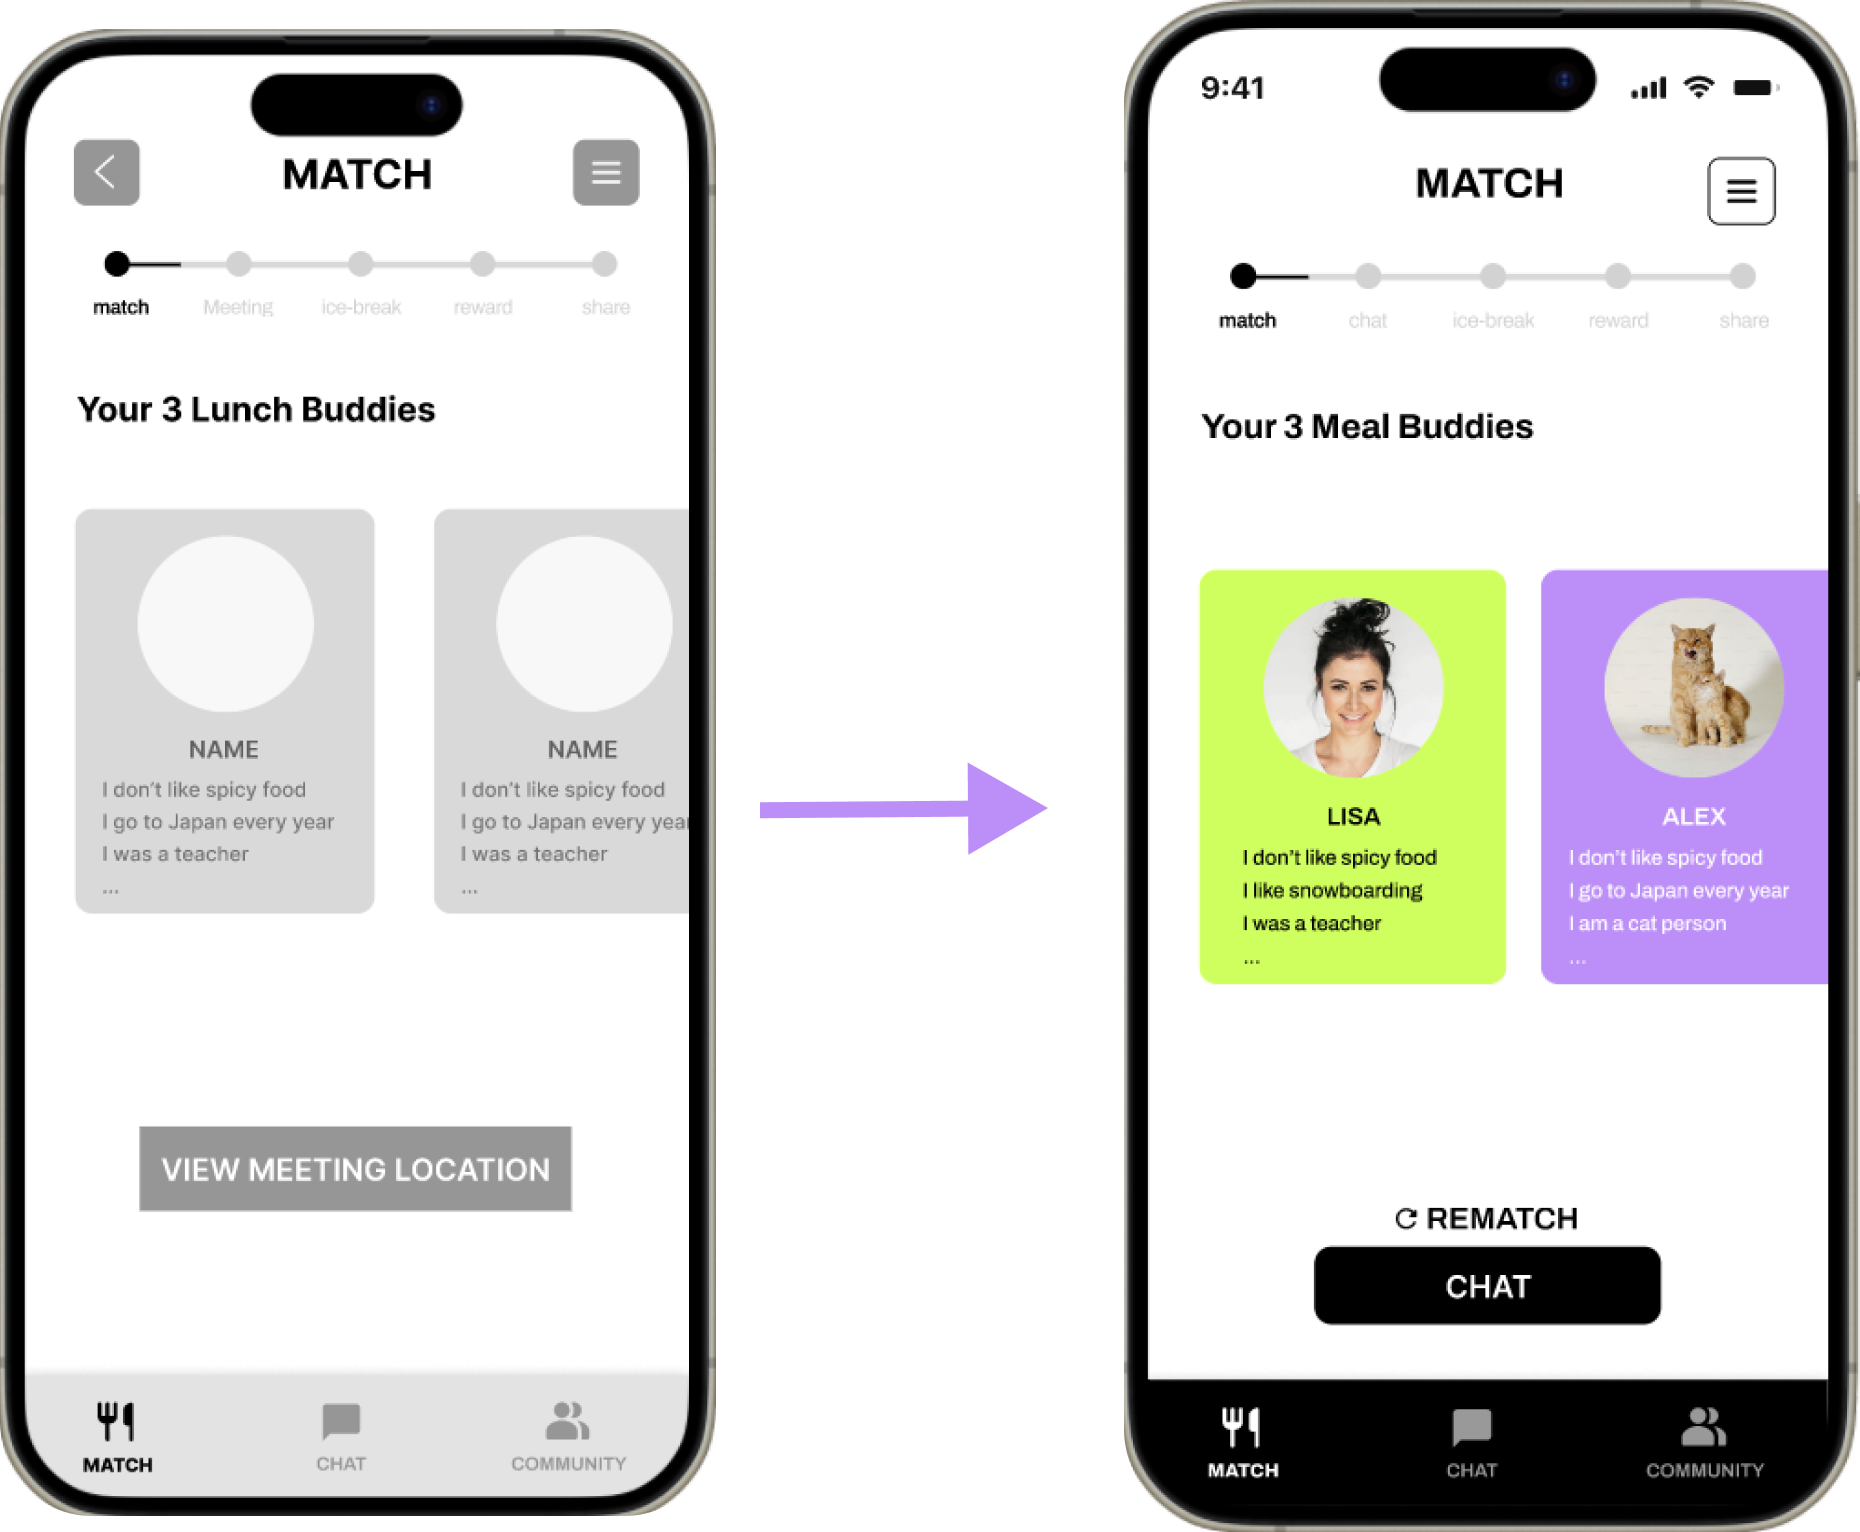 MATCH
match Meeting ice-break reward share
Your 3 Lunch Buddies
NAME
I don't like spicy food
I go to Japan every year
I was a teacher
...
NAME
I don't like spicy food
I go to Japan every year
I was a teacher
...
VIEW MEETING LOCATION
MATCH CHAT COMMUNITY
9:41
MATCH
match chat ice-break reward share
Your 3 Meal Buddies
LISA
I don't like spicy food
I like snowboarding
I was a teacher
...
ALEX
I don't like spicy food
I go to Japan every year
I am a cat person
...
REMATCH
CHAT
MATCH CHAT COMMUNITY